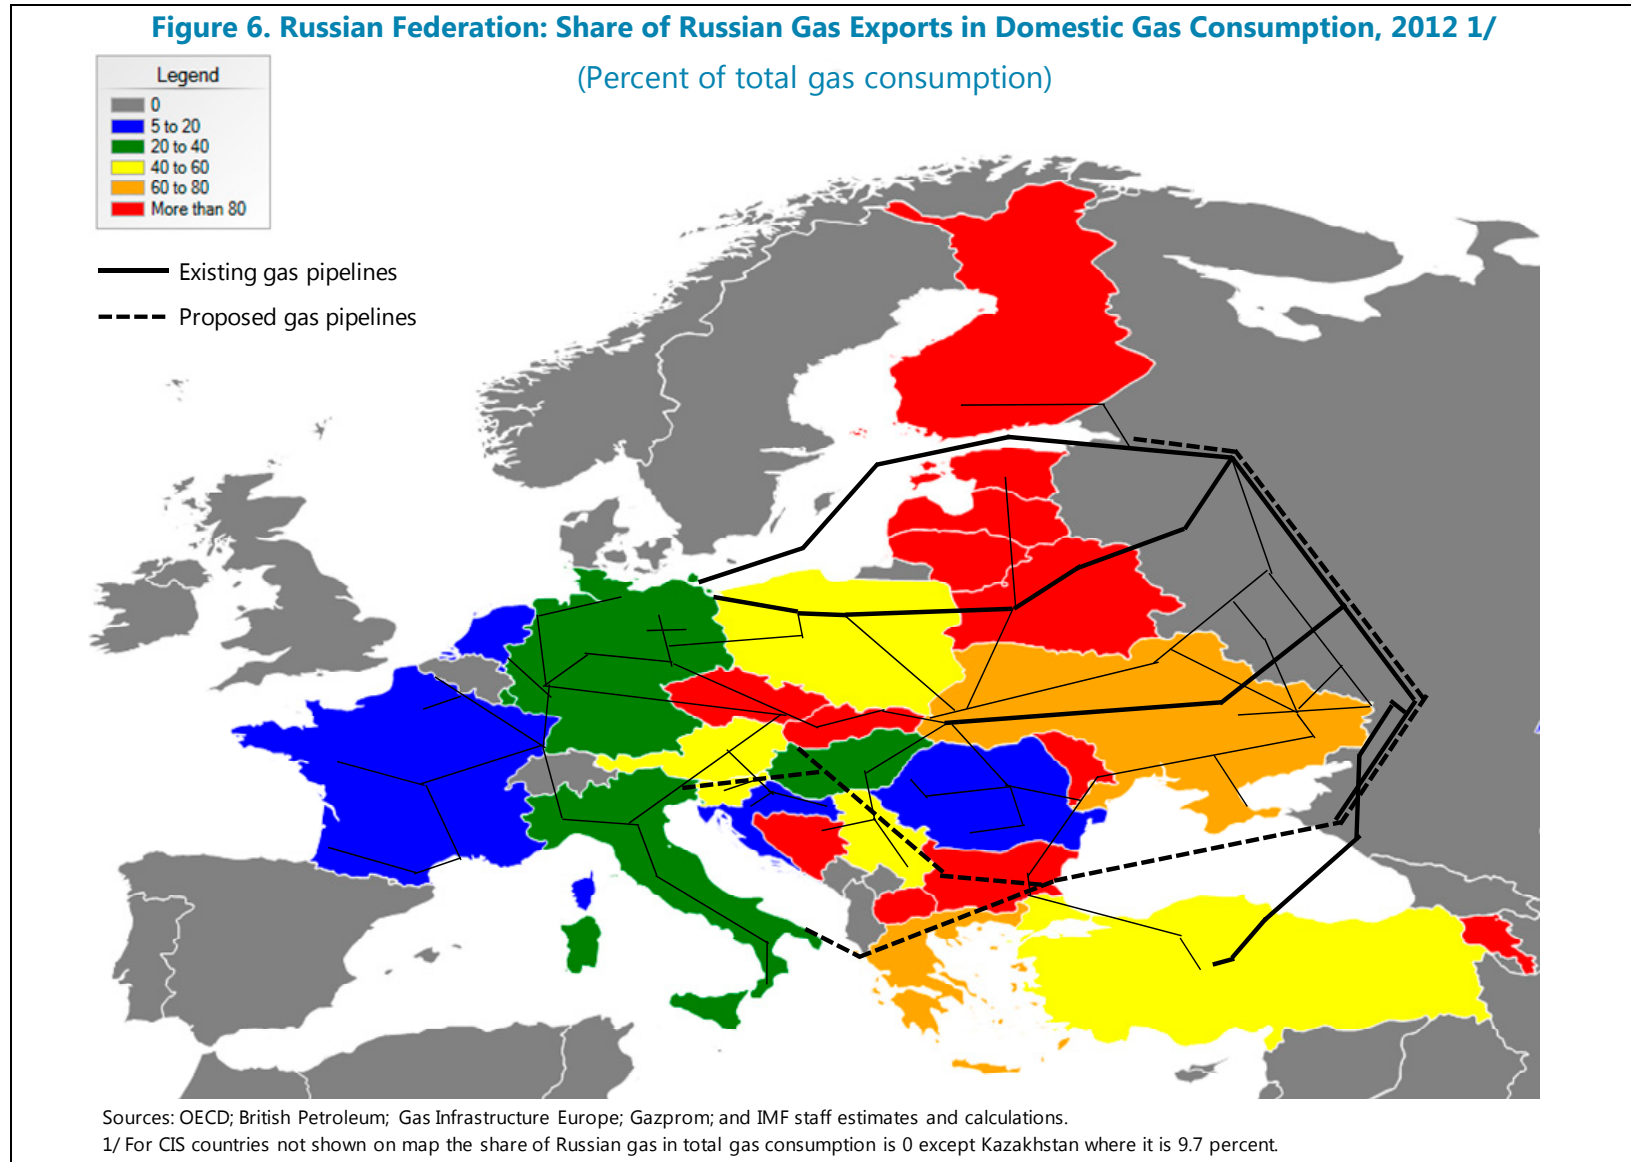 Figure 6. Russian Federation: Share of Russian Gas Exports in Domestic Gas Consumption, 2012 1/
(Percent of total gas consumption)
Legend
0
5 to 20
20 to 40
40 to 60
60 to 80
More than 80
Existing gas pipelines
Proposed gas pipelines
Sources: OECD; British Petroleum; Gas Infrastructure Europe; Gazprom; and IMF staff estimates and calculations.
1/ For CIS countries not shown on map the share of Russian gas in total gas consumption is 0 except Kazakhstan where it is 9.7 percent.